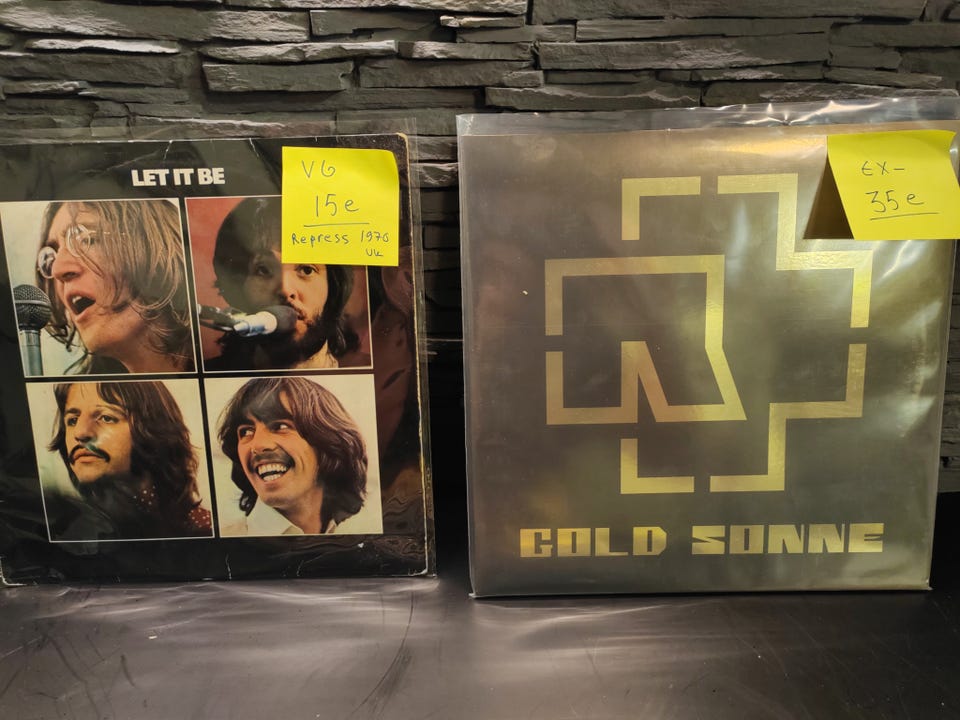 LET IT BE
VG
15e
Repress 1970
UK
EX-
35e
GOLD SONNE